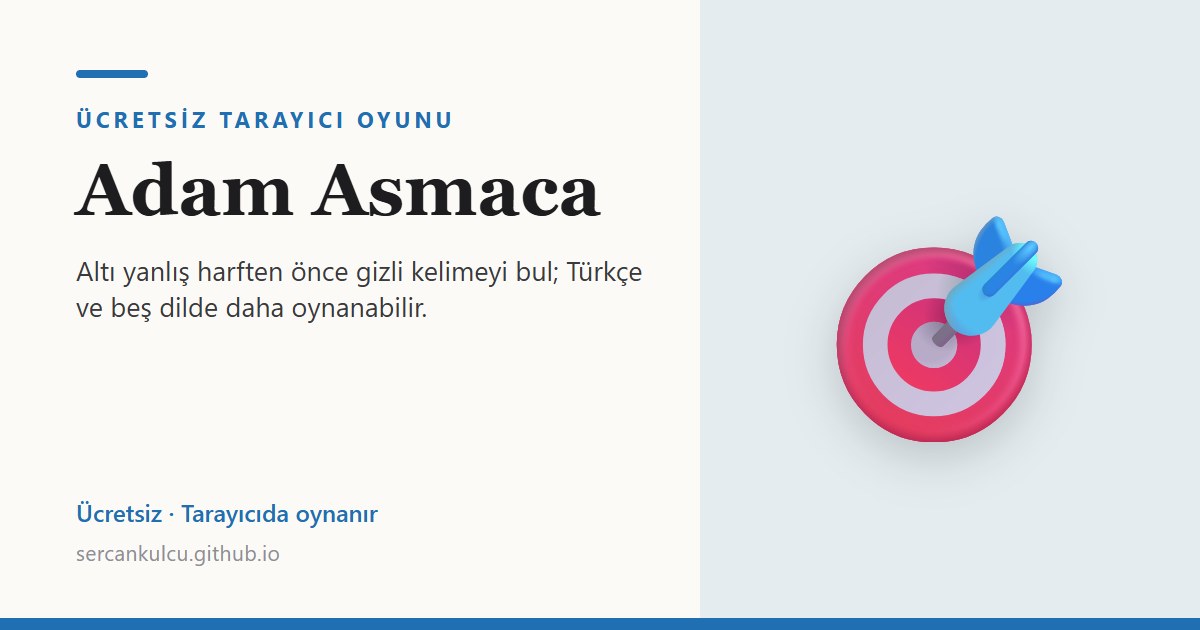 ÜCRETSİZ TARAYICI OYUNU
Adam Asmaca
Altı yanlış harften önce gizli kelimeyi bul; Türkçe
ve beş dilde daha oynanabilir.
Ücretsiz · Tarayıcıda oynanır
sercankulcu.github.io